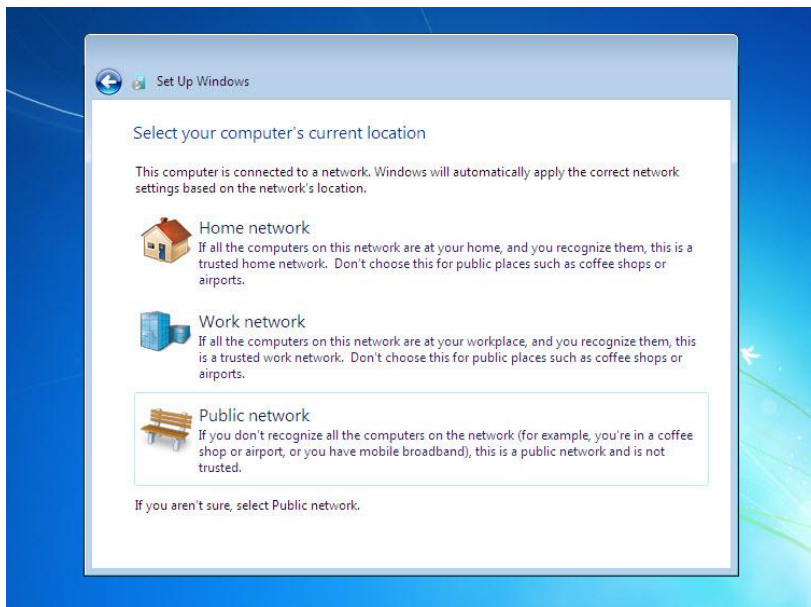 Set Up Windows
Select your computer's current location
This computer is connected to a network. Windows will automatically apply the correct network
settings based on the network's location.
Home network
If all the computers on this network are at your home, and you recognize them, this is a
trusted home network.  Don't choose this for public places such as coffee shops or
airports.
Work network
If all the computers on this network are at your workplace, and you recognize them, this
is a trusted work network.  Don't choose this for public places such as coffee shops or
airports.
Public network
If you don't recognize all the computers on the network (for example, you're in a coffee
shop or airport, or you have mobile broadband), this is a public network and is not
trusted.
If you aren't sure, select Public network.